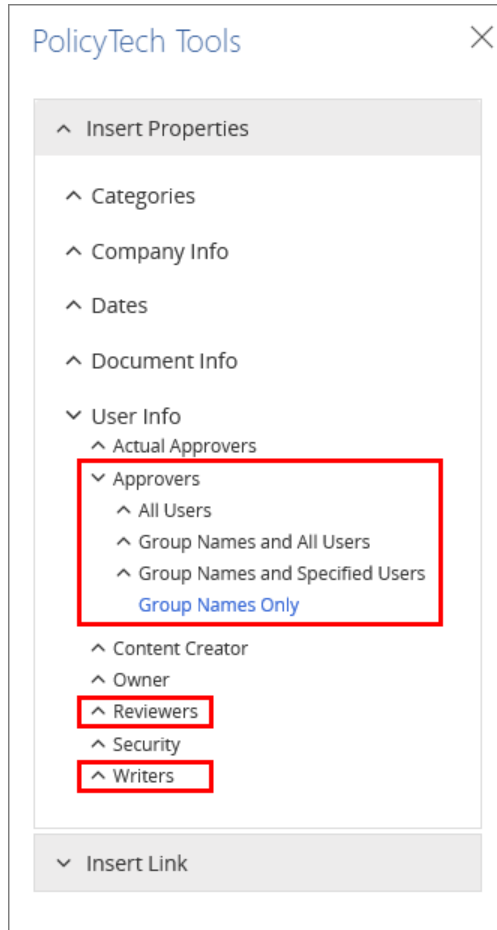 PolicyTech Tools
Insert Properties
Categories
Company Info
Dates
Document Info
User Info
Actual Approvers
Approvers
All Users
Group Names and All Users
Group Names and Specified Users
Group Names Only
Content Creator
Owner
Reviewers
Security
Writers
Insert Link